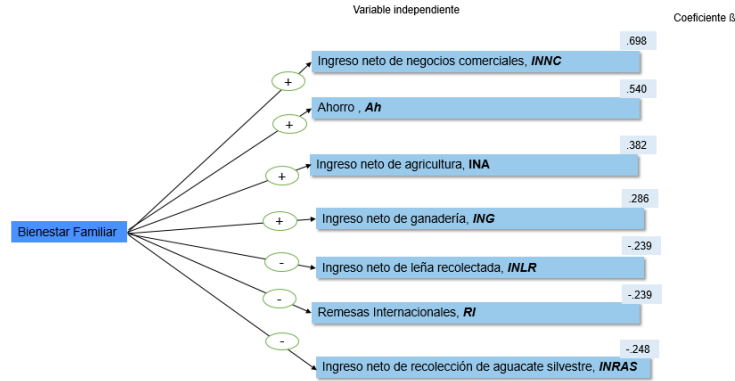 Variable independiente
Coeficiente ß
.698
Ingreso neto de negocios comerciales, INNC
+
.540
Ahorro , Ah
+
.382
Ingreso neto de agricultura, INA
+
.286
Ingreso neto de ganadería, ING
+
Bienestar Familiar
-.239
Ingreso neto de leña recolectada, INLR
-
-.239
Remesas Internacionales, RI
-
-.248
Ingreso neto de recolección de aguacate silvestre, INRAS
-